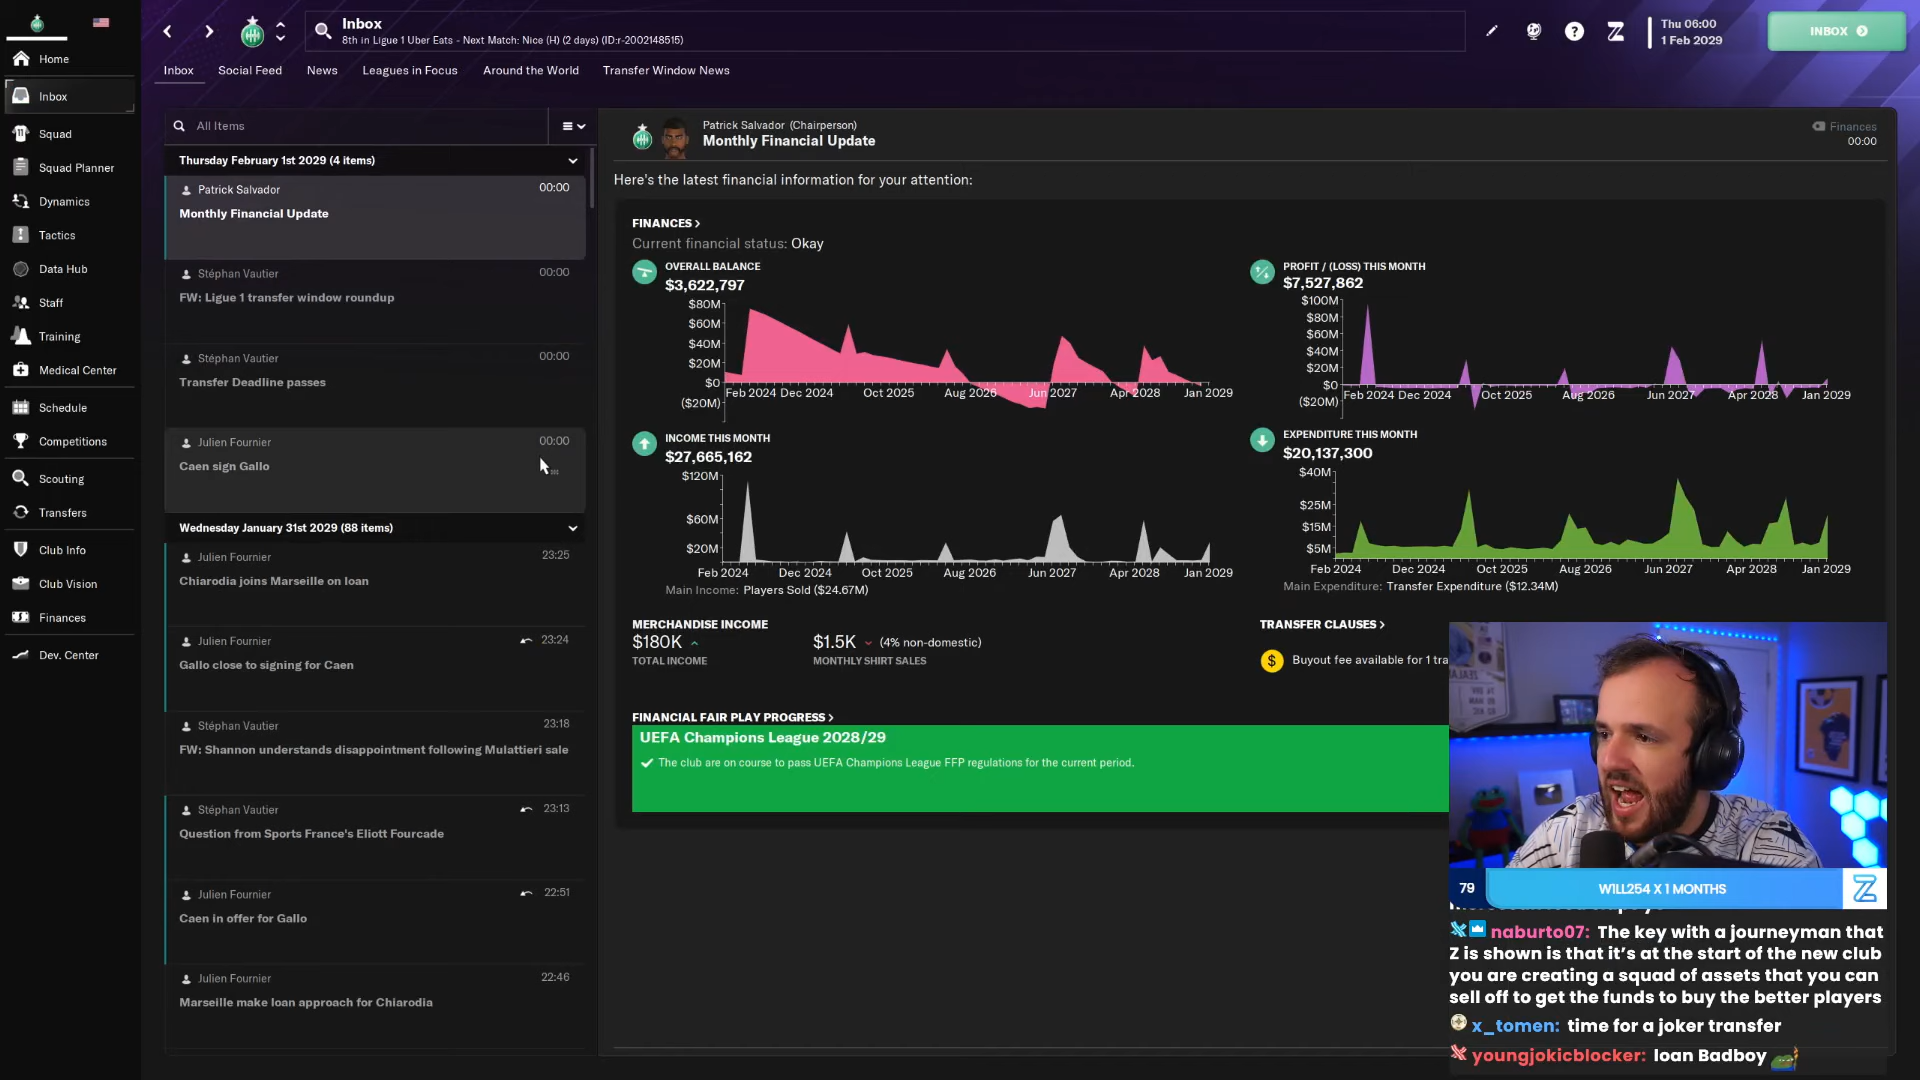 Inbox
8th in Ligue 1 Uber Eats - Next Match: Nice (H) (2 days) (ID:r-2002148515)
Thu 06:00
1 Feb 2029
INBOX
Home
Inbox
Squad
Squad Planner
Dynamics
Tactics
Data Hub
Staff
Training
Medical Center
Schedule
Competitions
Scouting
Transfers
Club Info
Club Vision
Finances
Dev. Center
Inbox Social Feed News Leagues in Focus Around the World Transfer Window News
All Items
Thursday February 1st 2029 (4 items)
Patrick Salvador 00:00
Monthly Financial Update
Stéphan Vautier 00:00
FW: Ligue 1 transfer window roundup
Stéphan Vautier 00:00
Transfer Deadline passes
Julien Fournier 00:00
Caen sign Gallo
Wednesday January 31st 2029 (88 items)
Julien Fournier 23:25
Chiarodia joins Marseille on loan
Julien Fournier 23:24
Gallo close to signing for Caen
Stéphan Vautier 23:18
FW: Shannon understands disappointment following Mulattieri sale
Stéphan Vautier 23:13
Question from Sports France's Eliott Fourcade
Julien Fournier 22:51
Caen in offer for Gallo
Julien Fournier 22:46
Marseille make loan approach for Chiarodia
Patrick Salvador (Chairperson)
Monthly Financial Update
Finances
00:00
Here's the latest financial information for your attention:
FINANCES >
Current financial status: Okay
OVERALL BALANCE
$3,622,797
$80M
$60M
$40M
$20M
$0
($20M)
Feb 2024 Dec 2024 Oct 2025 Aug 2026 Jun 2027 Apr 2028 Jan 2029
PROFIT / (LOSS) THIS MONTH
$7,527,862
$100M
$80M
$60M
$40M
$20M
$0
($20M)
Feb 2024 Dec 2024 Oct 2025 Aug 2026 Jun 2027 Apr 2028 Jan 2029
INCOME THIS MONTH
$27,665,162
$120M
$60M
$20M
Feb 2024 Dec 2024 Oct 2025 Aug 2026 Jun 2027 Apr 2028 Jan 2029
Main Income: Players Sold ($24.67M)
EXPENDITURE THIS MONTH
$20,137,300
$40M
$25M
$15M
$5M
Feb 2024 Dec 2024 Oct 2025 Aug 2026 Jun 2027 Apr 2028 Jan 2029
Main Expenditure: Transfer Expenditure ($12.34M)
MERCHANDISE INCOME
$180K $1.5K (4% non-domestic)
TOTAL INCOME MONTHLY SHIRT SALES
TRANSFER CLAUSES >
Buyout fee available for 1 tra
FINANCIAL FAIR PLAY PROGRESS >
UEFA Champions League 2028/29
The club are on course to pass UEFA Champions League FFP regulations for the current period.
79 W1LL254 X 1 MONTHS
naburto07: The key with a journeyman that
Z is shown is that it's at the start of the new club
you are creating a squad of assets that you can
sell off to get the funds to buy the better players
x_tomen: time for a joker transfer
youngjokicblocker: loan Badboy